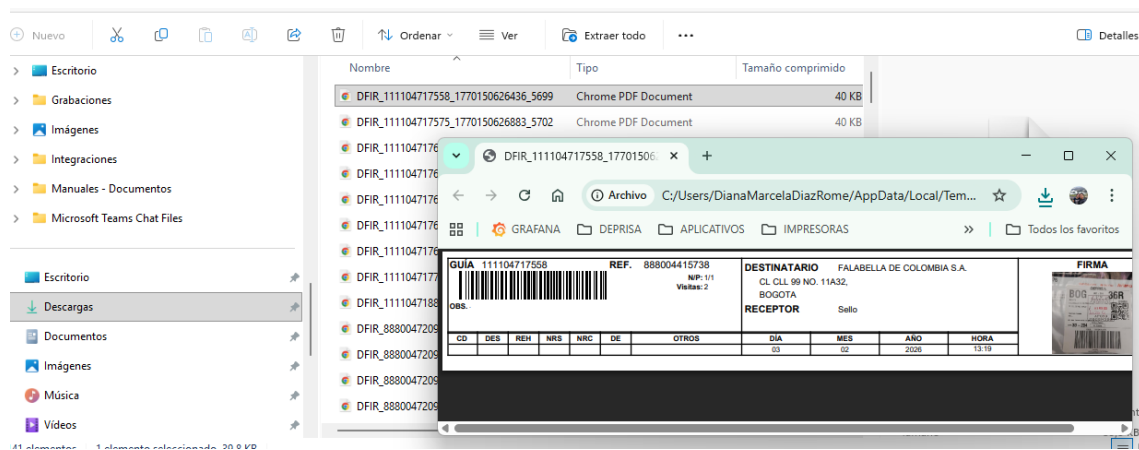 Nuevo
Ordenar
Ver
Extraer todo
Detalles
Escritorio
Grabaciones
Imágenes
Integraciones
Manuales - Documentos
Microsoft Teams Chat Files
Escritorio
Descargas
Documentos
Imágenes
Música
Vídeos
41 elementos 1 elemento seleccionado 39,8 KB
Nombre Tipo Tamaño comprimido
DFIR_111104717558_1770150626436_5699 Chrome PDF Document 40 KB
DFIR_111104717575_1770150626883_5702 Chrome PDF Document 40 KB
DFIR_1111047176
DFIR_1111047176
DFIR_1111047176
DFIR_1111047176
DFIR_1111047176
DFIR_1111047177
DFIR_1111047188
DFIR_8880047209
DFIR_8880047209
DFIR_8880047209
DFIR_111104717558_17701506
Archivo C:/Users/DianaMarcelaDiazRome/AppData/Local/Tem...
GRAFANA DEPRISA APLICATIVOS IMPRESORAS » Todos los favoritos
GUÍA 111104717558 REF. 888004415738
N/P: 1/1
Visitas: 2
OBS.
DESTINATARIO FALABELLA DE COLOMBIA S.A.
CL CLL 99 NO. 11A32,
BOGOTA
RECEPTOR Sello
FIRMA
BOG 36R
CD DES REH NRS NRC DE OTROS DÍA MES AÑO HORA
03 02 2026 13:19